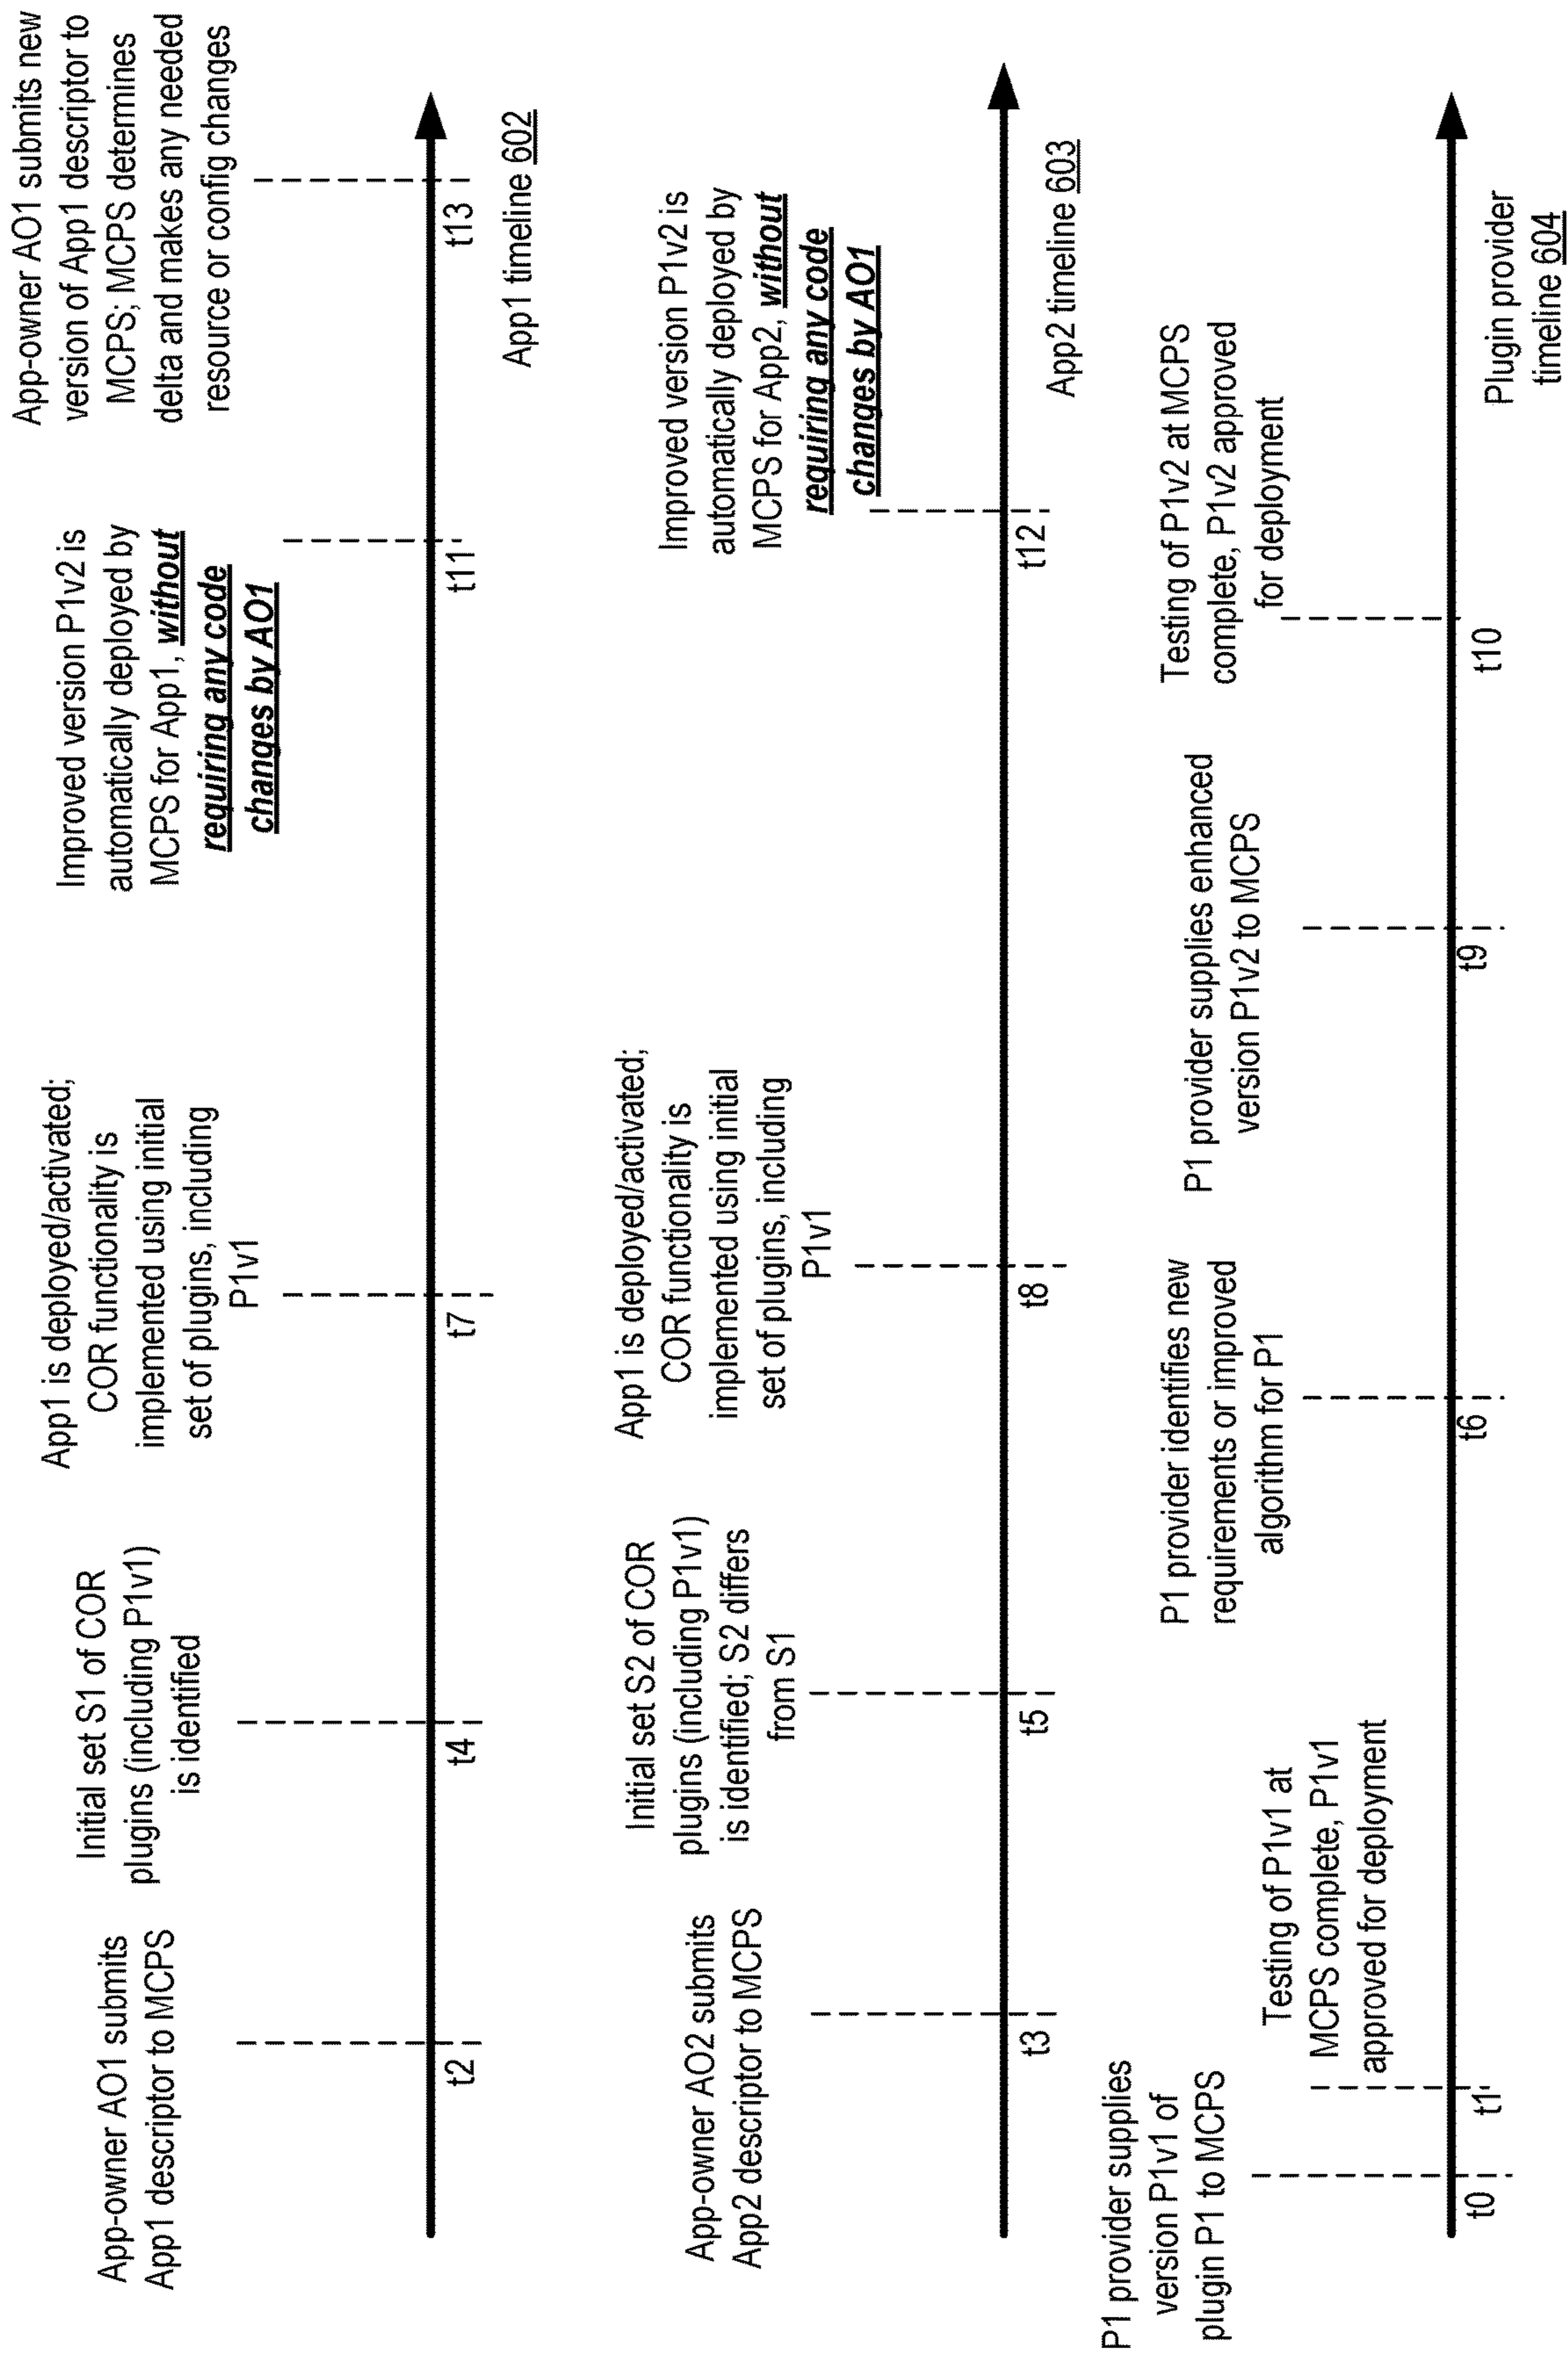 App-owner AO1 submits
App1 descriptor to MCPS
Initial set S1 of COR
plugins (including P1v1)
is identified
App1 is deployed/activated;
COR functionality is
implemented using initial
set of plugins, including
P1v1
Improved version P1v2 is
automatically deployed by
MCPS for App1, without
requiring any code
changes by AO1
App-owner AO1 submits new
version of App1 descriptor to
MCPS; MCPS determines
delta and makes any needed
resource or config changes
t2
t4
t7
t11
t13
App1 timeline 602
App-owner AO2 submits
App2 descriptor to MCPS
Initial set S2 of COR
plugins (including P1v1)
is identified; S2 differs
from S1
App1 is deployed/activated;
COR functionality is
implemented using initial
set of plugins, including
P1v1
Improved version P1v2 is
automatically deployed by
MCPS for App2, without
requiring any code
changes by AO1
t3
t5
t8
t12
App2 timeline 603
P1 provider supplies
version P1v1 of
plugin P1 to MCPS
Testing of P1v1 at
MCPS complete, P1v1
approved for deployment
P1 provider identifies new
requirements or improved
algorithm for P1
P1 provider supplies enhanced
version P1v2 to MCPS
Testing of P1v2 at MCPS
complete, P1v2 approved
for deployment
t0
t1
t6
t9
t10
Plugin provider
timeline 604